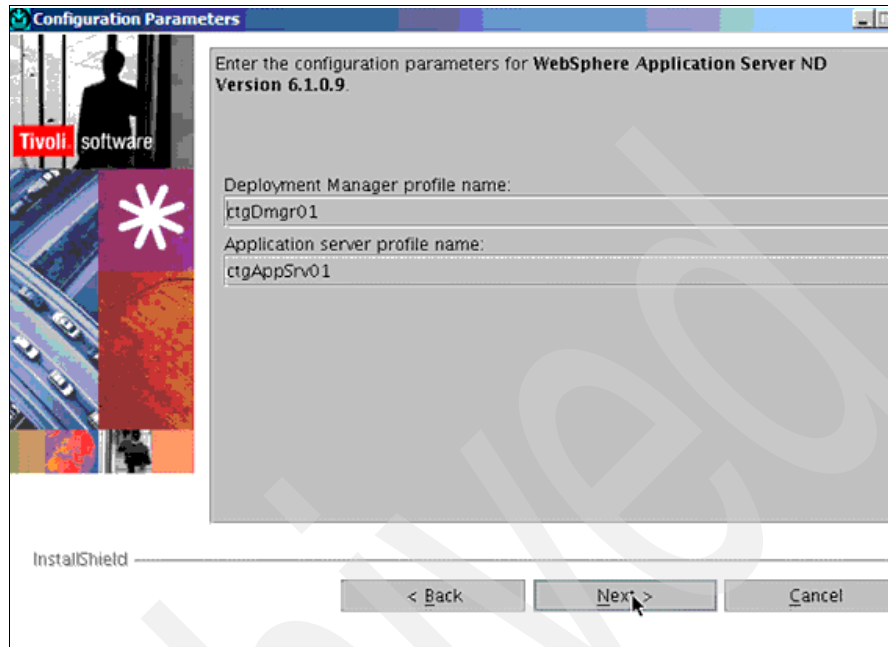 Configuration Parameters
Enter the configuration parameters for WebSphere Application Server ND
Version 6.1.0.9.
Tivoli. software
Deployment Manager profile name:
ctgDmgr01
Application server profile name:
ctgAppSrv01
InstallShield
< Back
Next >
Cancel